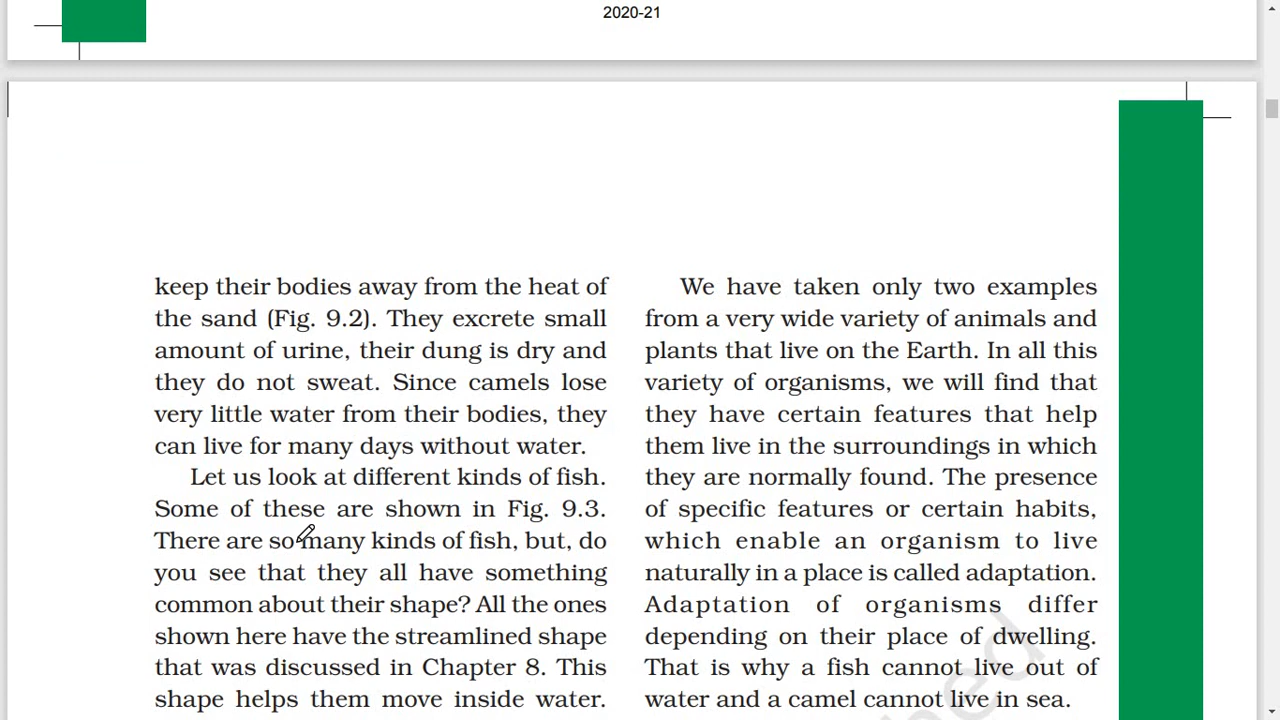 2020-21
keep their bodies away from the heat of
the sand (Fig. 9.2). They excrete small
amount of urine, their dung is dry and
they do not sweat. Since camels lose
very little water from their bodies, they
can live for many days without water.
Let us look at different kinds of fish.
Some of these are shown in Fig. 9.3.
There are so many kinds of fish, but, do
you see that they all have something
common about their shape? All the ones
shown here have the streamlined shape
that was discussed in Chapter 8. This
shape helps them move inside water.
We have taken only two examples
from a very wide variety of animals and
plants that live on the Earth. In all this
variety of organisms, we will find that
they have certain features that help
them live in the surroundings in which
they are normally found. The presence
of specific features or certain habits,
which enable an organism to live
naturally in a place is called adaptation.
Adaptation of organisms differ
depending on their place of dwelling.
That is why a fish cannot live out of
water and a camel cannot live in sea.